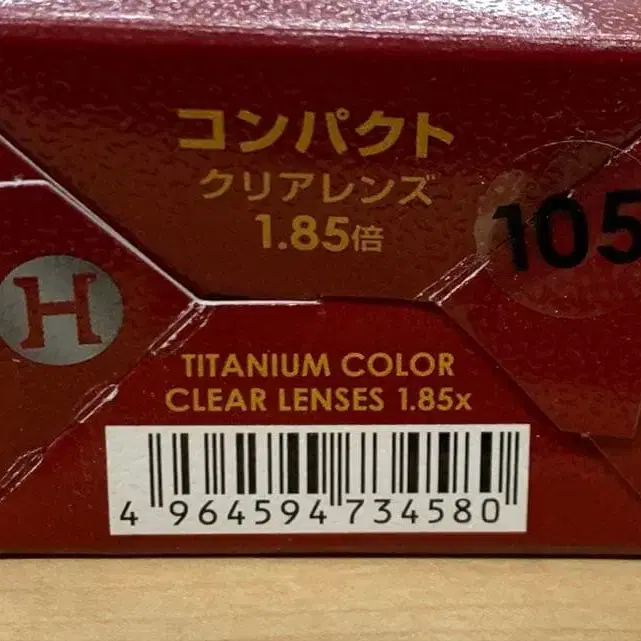 コンパクト
クリアレンズ
1.85倍
105
H
TITANIUM COLOR
CLEAR LENSES 1.85x
4 964594 734580